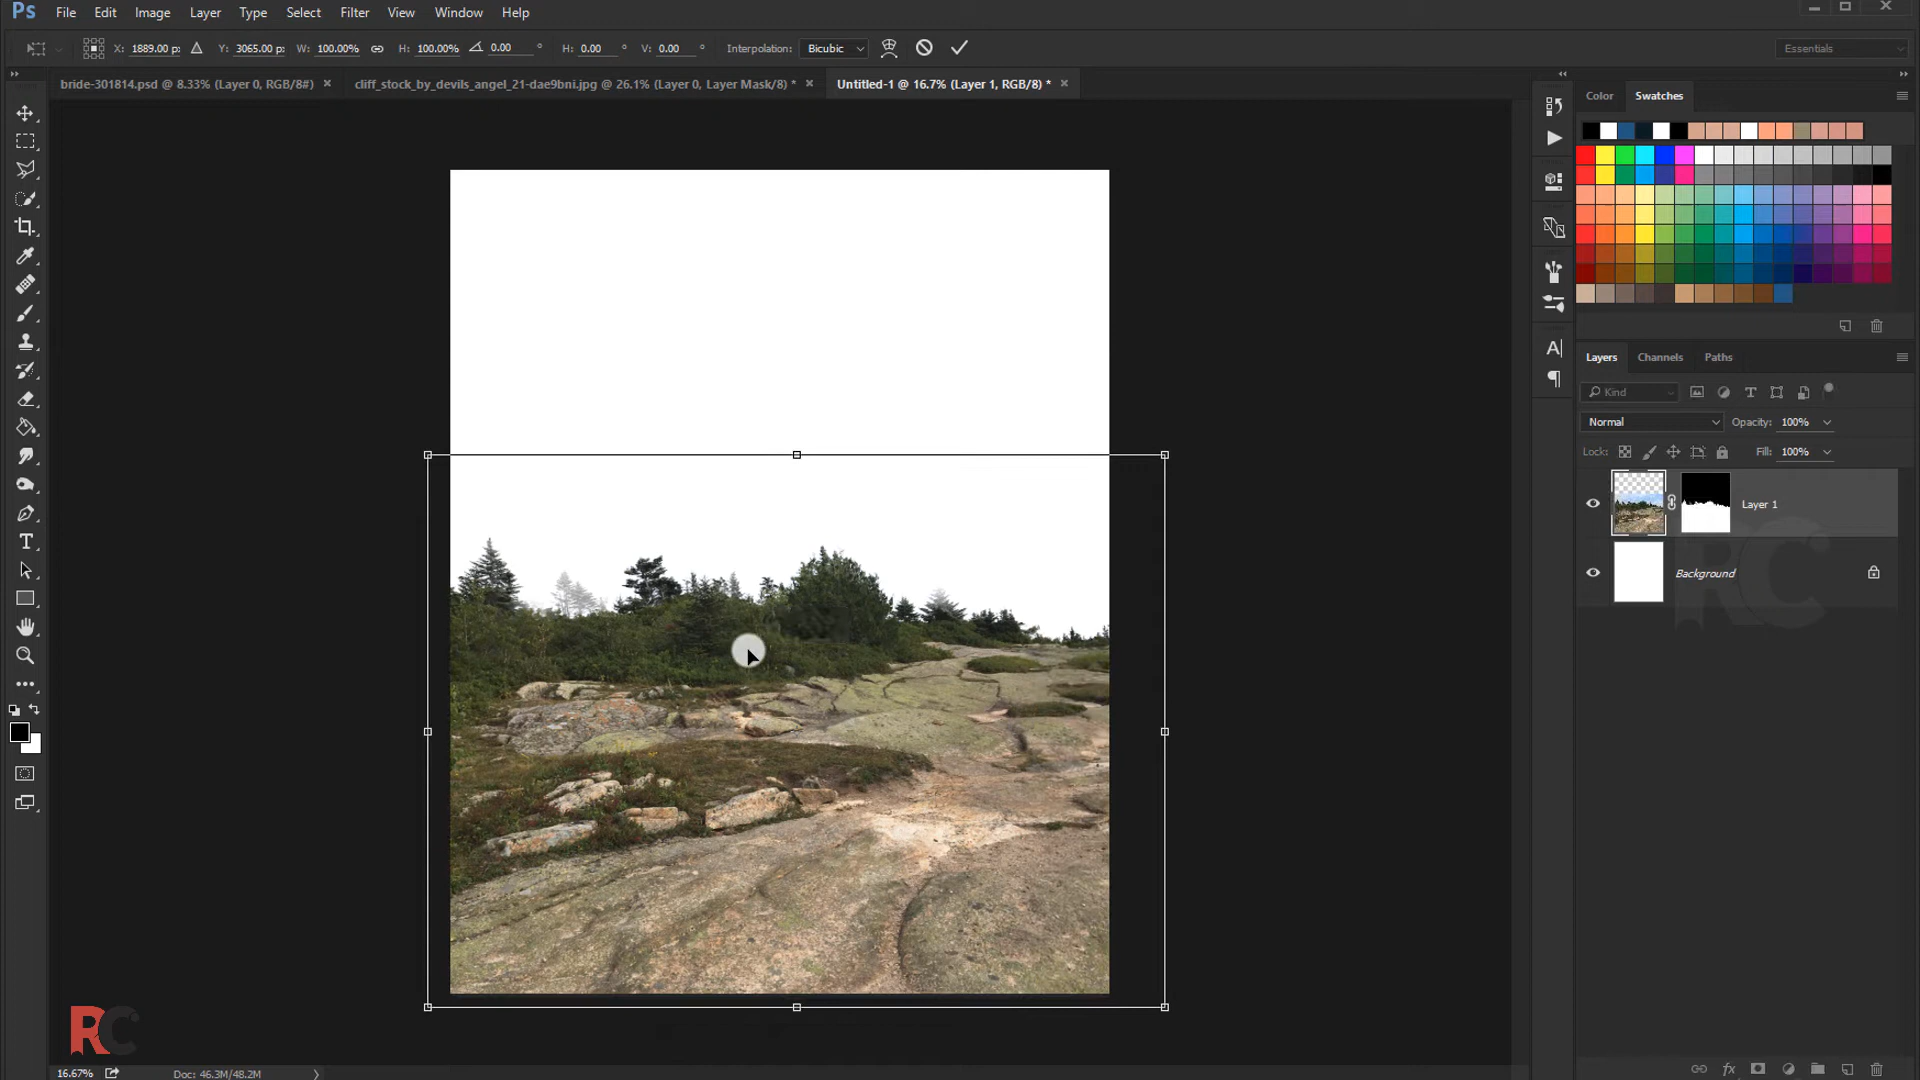 Ps File Edit Image Layer Type Select Filter View Window Help
X: 1889.00 p: Y: 3065.00 p: W: 100.00% H: 100.00% 0.00 ° H: 0.00 ° V: 0.00 ° Interpolation: Bicubic Essentials
bride-301814.psd @ 8.33% (Layer 0, RGB/8#) × cliff_stock_by_devils_angel_21-dae9bni.jpg @ 26.1% (Layer 0, Layer Mask/8) * × Untitled-1 @ 16.7% (Layer 1, RGB/8) * ×
Color Swatches
Layers Channels Paths
Kind
Normal Opacity: 100%
Lock: Fill: 100%
Layer 1
Background
RC
RC
16.67% Doc: 46.3M/48.2M